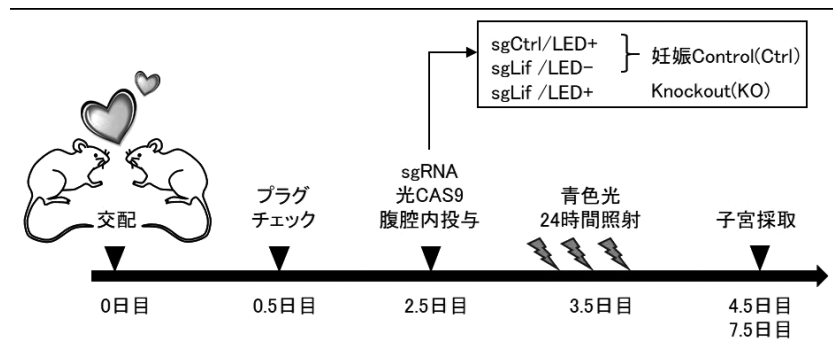 sgCtrl/LED+
sgLif /LED-
sgLif /LED+
妊娠Control(Ctrl)
Knockout(KO)
交配
プラグ
チェック
sgRNA
光CAS9
腹腔内投与
青色光
24時間照射
子宮採取
0日目
0.5日目
2.5日目
3.5日目
4.5日目
7.5日目